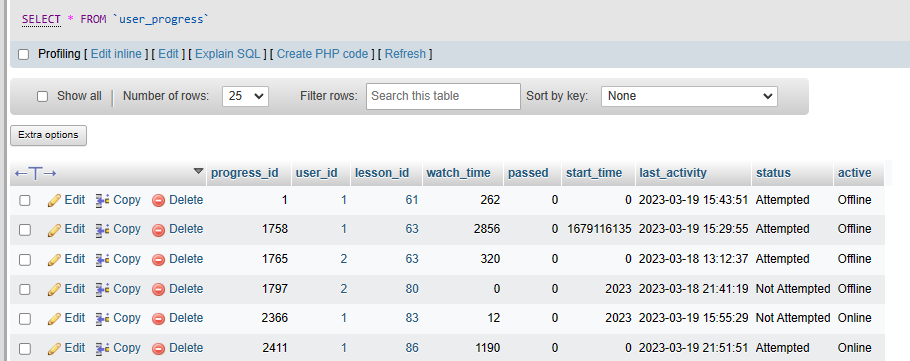 SELECT * FROM `user_progress`
Profiling [ Edit inline ] [ Edit ] [ Explain SQL ] [ Create PHP code ] [ Refresh ]
Show all Number of rows: 25 Filter rows: Search this table Sort by key: None
Extra options
←T→ progress_id user_id lesson_id watch_time passed start_time last_activity status active
Edit Copy Delete 1 1 61 262 0 0 2023-03-19 15:43:51 Attempted Offline
Edit Copy Delete 1758 1 63 2856 0 1679116135 2023-03-19 15:29:55 Attempted Offline
Edit Copy Delete 1765 2 63 320 0 0 2023-03-18 13:12:37 Attempted Offline
Edit Copy Delete 1797 2 80 0 0 2023 2023-03-18 21:41:19 Not Attempted Offline
Edit Copy Delete 2366 1 83 12 0 2023 2023-03-19 15:55:29 Not Attempted Online
Edit Copy Delete 2411 1 86 1190 0 2023 2023-03-19 21:51:51 Attempted Online